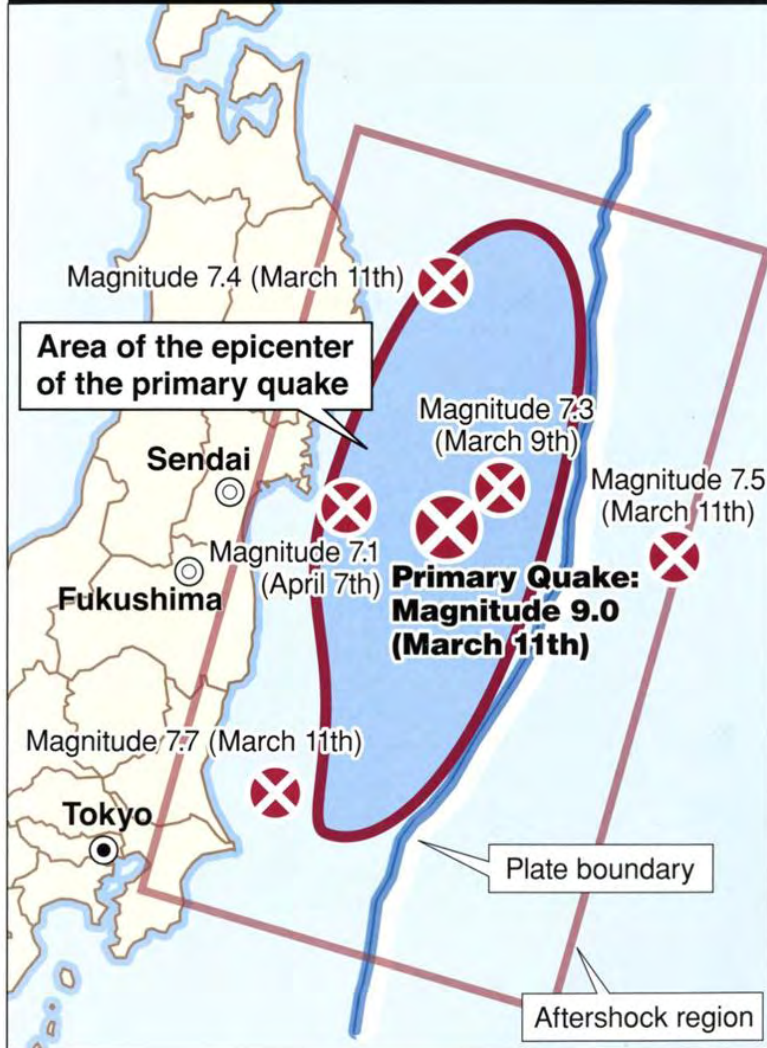 Magnitude 7.4 (March 11th)
Area of the epicenter
of the primary quake
Magnitude 7.3
(March 9th)
Sendai
Magnitude 7.5
(March 11th)
Magnitude 7.1
(April 7th)
Fukushima
Primary Quake:
Magnitude 9.0
(March 11th)
Magnitude 7.7 (March 11th)
Tokyo
Plate boundary
Aftershock region